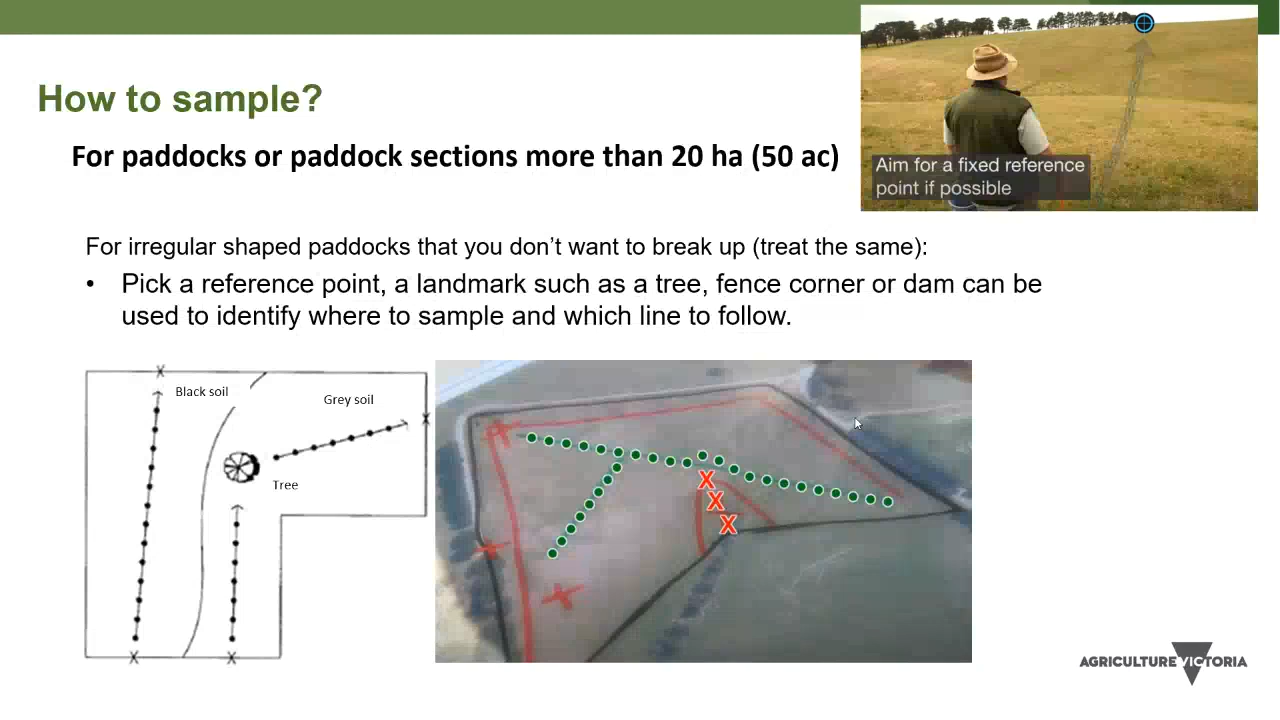 How to sample?
For paddocks or paddock sections more than 20 ha (50 ac)
Aim for a fixed reference
point if possible
For irregular shaped paddocks that you don’t want to break up (treat the same):
• Pick a reference point, a landmark such as a tree, fence corner or dam can be
used to identify where to sample and which line to follow.
X
Black soil
Grey soil
X
Tree
X
X
X
X
X
AGRICULTURE VICTORIA